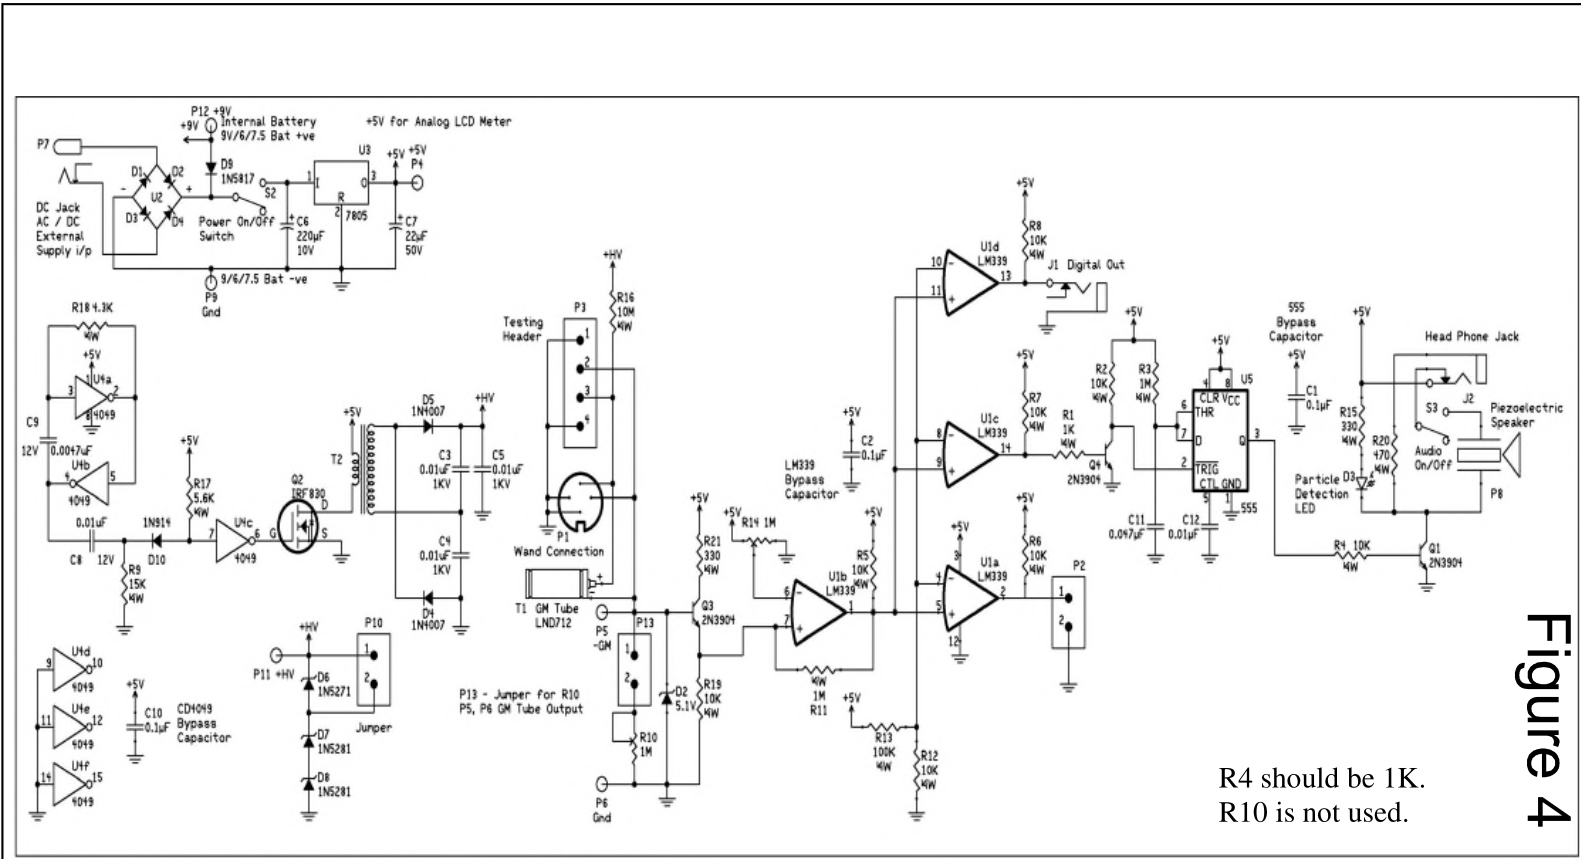 P7
P12 +9V
+9V
Internal Battery
9V/6/7.5 Bat +ve
+5V for Analog LCD Meter
D1
D2
D3
D4
U2
-
+
D9
1N5817
S2
Power On/Off
Switch
DC Jack
AC / DC
External
Supply i/p
1
I
U3
O
3
R
2
7805
+5V
+5V
P4
C6
220µF
10V
C7
22µF
50V
9/6/7.5 Bat -ve
P9
Gnd
R18 4.3K
¼W
+5V
3
1
U4a
2
8
4049
C9
12V
0.0047uF
U4b
4
5
4049
0.01uF
C8
12V
1N914
D10
R9
15K
¼W
+5V
R17
5.6K
¼W
7
U4c
6
4049
Q2
IRF830
G
D
S
+5V
T2
D5
1N4007
+HV
C3
0.01uF
1KV
C5
0.01uF
1KV
C4
0.01uF
1KV
D4
1N4007
9
U4d
10
4049
11
U4e
12
4049
14
U4f
15
4049
+5V
C10
0.1µF
CD4049
Bypass
Capacitor
+HV
P11 +HV
D6
1N5271
D7
1N5281
D8
1N5281
P10
1
2
Jumper
+HV
R16
10M
¼W
Testing
Header
P3
1
2
3
4
P1
Wand Connection
+
T1 GM Tube
LND712
P5
-GM
P13
1
2
P13 - Jumper for R10
P5, P6 GM Tube Output
R10
1M
P6
Gnd
D2
5.1V
+5V
R21
330
¼W
Q3
2N3904
R19
10K
¼W
+5V
R14 1M
LM339
Bypass
Capacitor
+5V
C2
0.1µF
+5V
R5
10K
¼W
6
-
7
+
U1b
LM339
1
¼W
1M
R11
+5V
R13
100K
¼W
R12
10K
¼W
10
-
11
+
U1d
LM339
13
+5V
R8
10K
¼W
J1 Digital Out
8
-
9
+
U1c
LM339
14
+5V
R7
10K
¼W
R1
1K
¼W
4
-
5
+
+5V
3
U1a
LM339
2
12
+5V
R6
10K
¼W
P2
1
2
+5V
R2
10K
¼W
R3
1M
¼W
Q4
2N3904
+5V
4
8
U5
CLR VCC
6
THR
7
D
Q
3
2
TRIG
CTL GND
5
1
555
C11
0.047µF
C12
0.01µF
555
Bypass
Capacitor
+5V
C1
0.1µF
+5V
R15
330
¼W
Particle
Detection
LED
D3
R20
470
¼W
Head Phone Jack
J2
S3
Audio
On/Off
Piezoelectric
Speaker
P8
R4 10K
¼W
Q1
2N3904
R4 should be 1K.
R10 is not used.
Figure 4